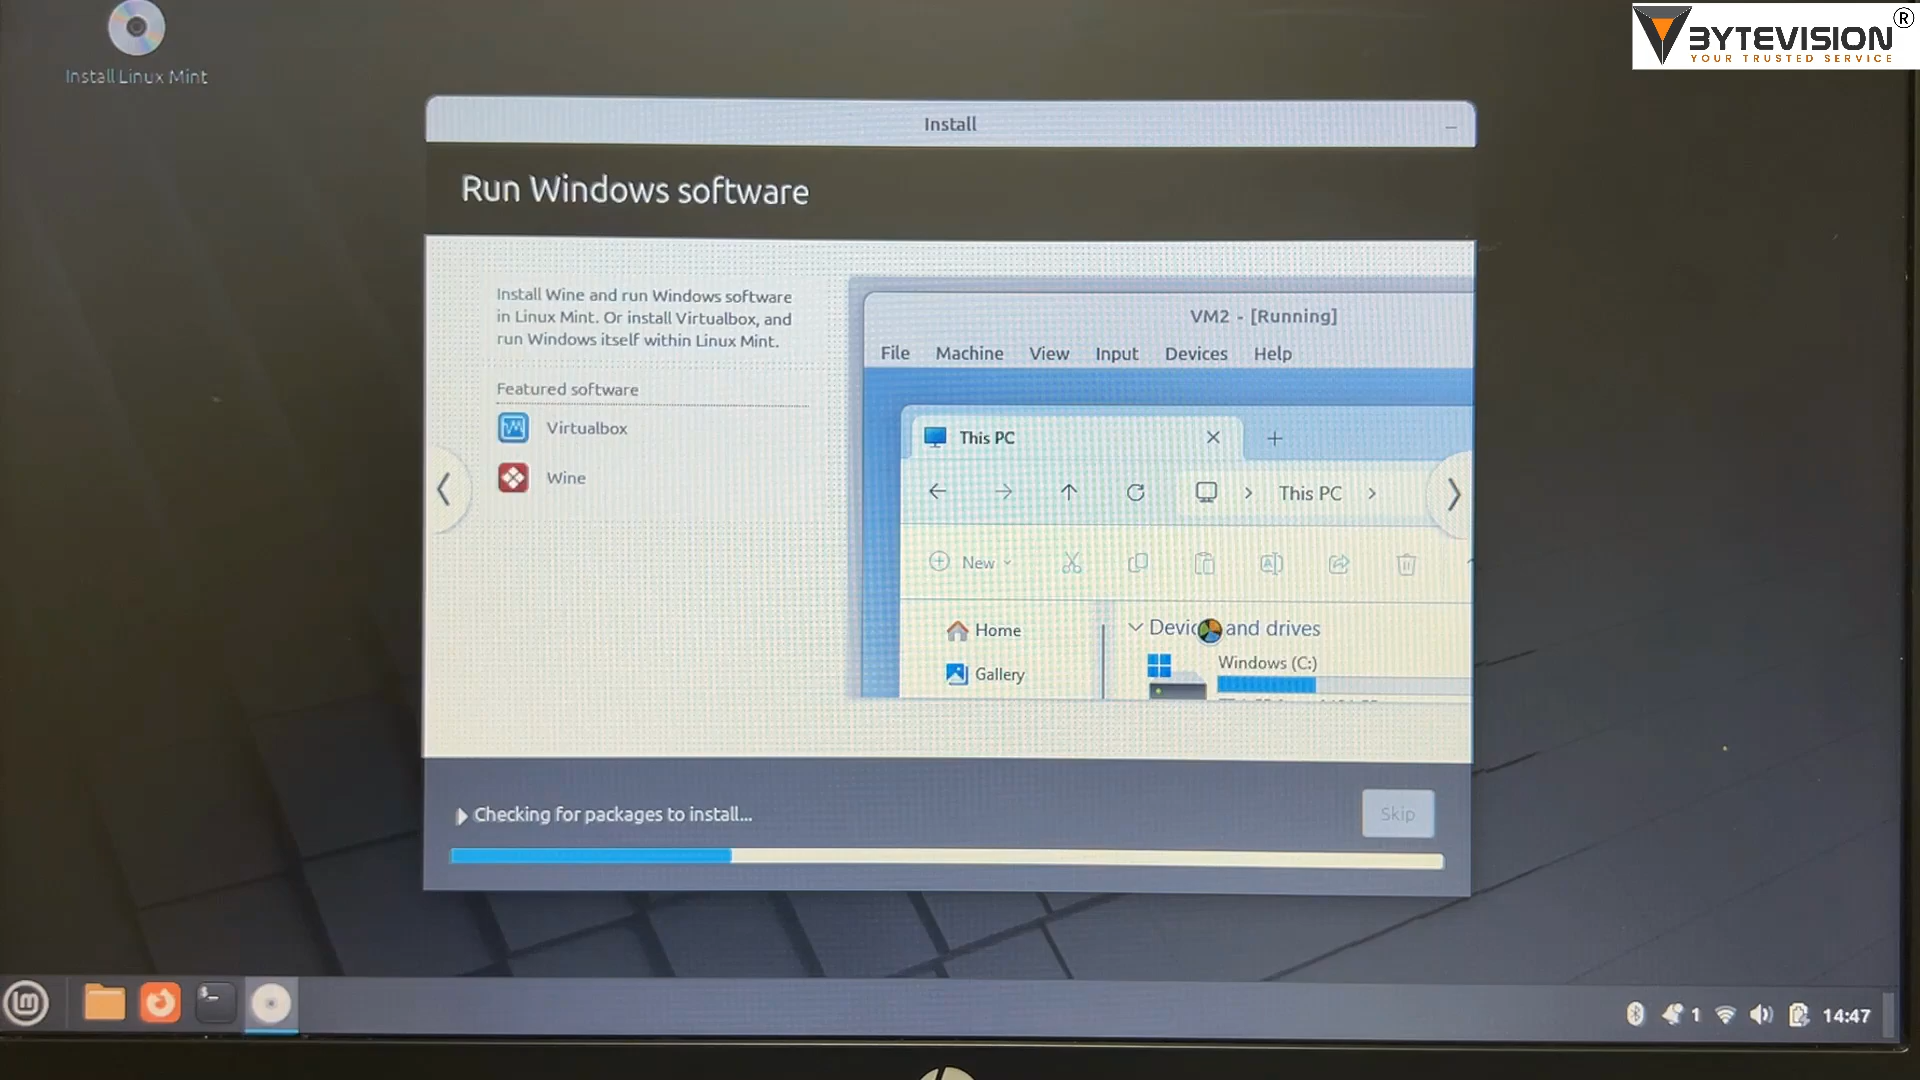 Install Linux Mint
BYTEVISION®
YOUR TRUSTED SERVICE
Install
Run Windows software
Install Wine and run Windows software
in Linux Mint. Or install Virtualbox, and
run Windows itself within Linux Mint.
Featured software
Virtualbox
Wine
VM2 - [Running]
File Machine View Input Devices Help
This PC
This PC
New
Home
Gallery
and drives
Windows (C:)
Checking for packages to install...
Skip
1 14:47